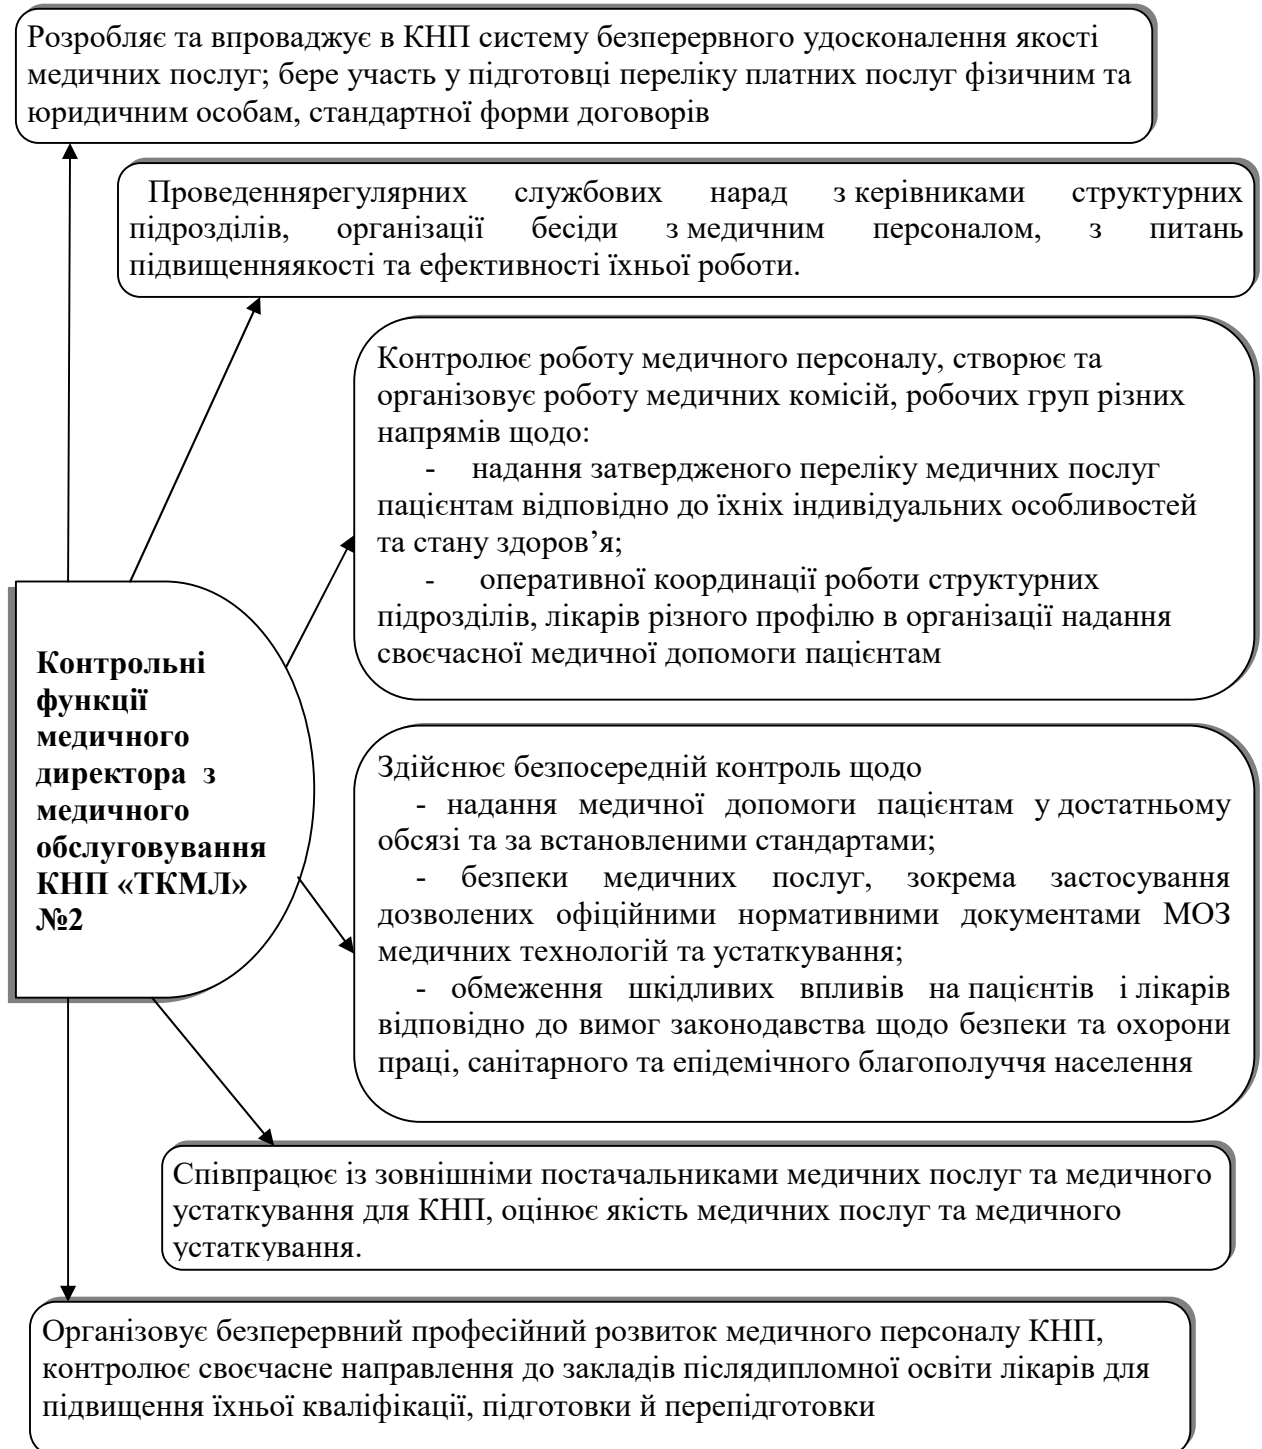 Розробляє та впроваджує в КНП систему безперервного удосконалення якості
медичних послуг; бере участь у підготовці переліку платних послуг фізичним та
юридичним особам, стандартної форми договорів
Проведеннярегулярних службових нарад з керівниками структурних
підрозділів, організації бесіди з медичним персоналом, з питань
підвищенняякості та ефективності їхньої роботи.
Контролює роботу медичного персоналу, створює та
організовує роботу медичних комісій, робочих груп різних
напрямів щодо:
- надання затвердженого переліку медичних послуг
пацієнтам відповідно до їхніх індивідуальних особливостей
та стану здоров’я;
- оперативної координації роботи структурних
підрозділів, лікарів різного профілю в організації надання
своєчасної медичної допомоги пацієнтам
Контрольні
функції
медичного
директора з
медичного
обслуговування
КНП «ТКМЛ»
№2
Здійснює безпосередній контроль щодо
- надання медичної допомоги пацієнтам у достатньому
обсязі та за встановленими стандартами;
- безпеки медичних послуг, зокрема застосування
дозволених офіційними нормативними документами МОЗ
медичних технологій та устаткування;
- обмеження шкідливих впливів на пацієнтів і лікарів
відповідно до вимог законодавства щодо безпеки та охорони
праці, санітарного та епідемічного благополуччя населення
Співпрацює із зовнішніми постачальниками медичних послуг та медичного
устаткування для КНП, оцінює якість медичних послуг та медичного
устаткування.
Організовує безперервний професійний розвиток медичного персоналу КНП,
контролює своєчасне направлення до закладів післядипломної освіти лікарів для
підвищення їхньої кваліфікації, підготовки й перепідготовки